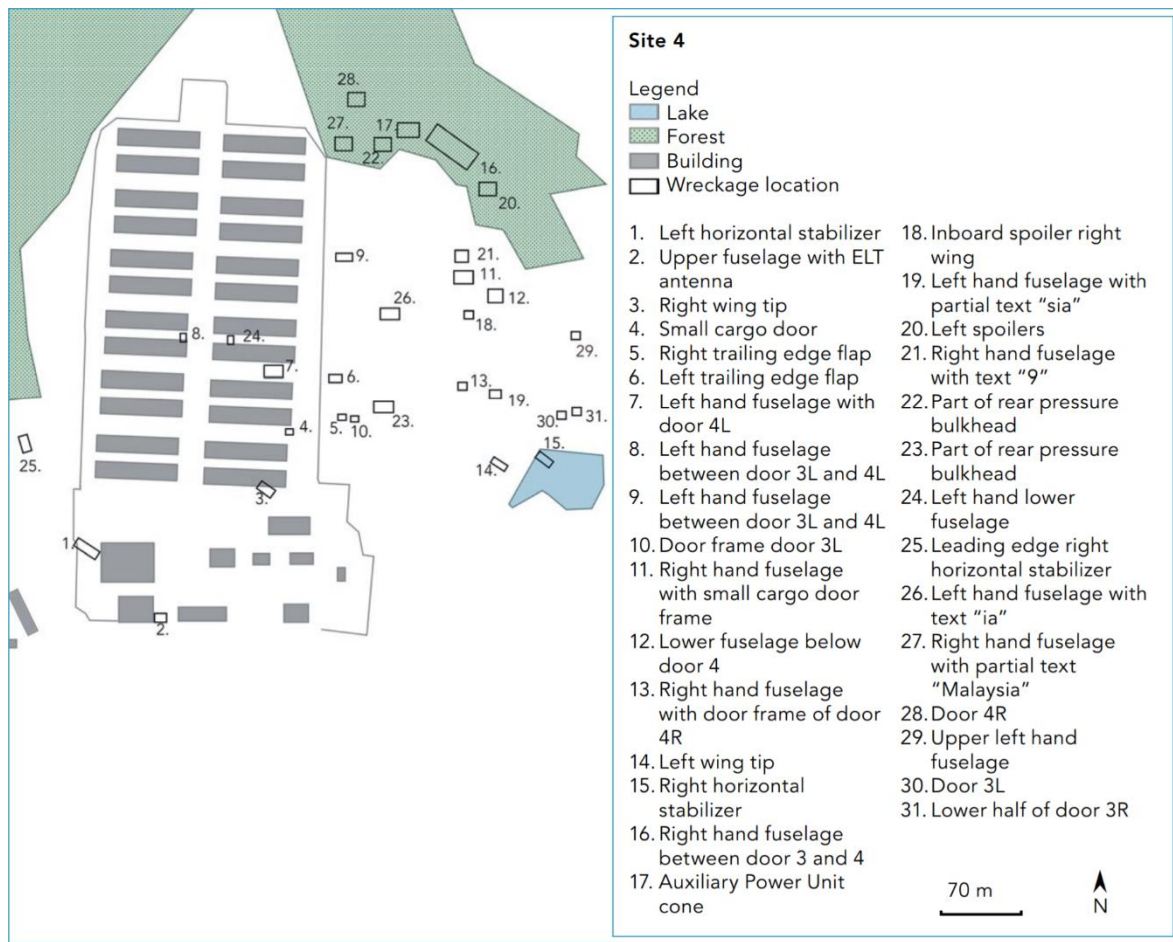 28.
27.
17.
22.
16.
20.
9.
21.
11.
26.
12.
18.
8.
24.
29.
7.
6.
13.
19.
23.
5.
10.
30.
31.
4.
25.
15.
14.
3.
1.
2.
Site 4
Legend
Lake
Forest
Building
Wreckage location
1. Left horizontal stabilizer
2. Upper fuselage with ELT
antenna
3. Right wing tip
4. Small cargo door
5. Right trailing edge flap
6. Left trailing edge flap
7. Left hand fuselage with
door 4L
8. Left hand fuselage
between door 3L and 4L
9. Left hand fuselage
between door 3L and 4L
10. Door frame door 3L
11. Right hand fuselage
with small cargo door
frame
12. Lower fuselage below
door 4
13. Right hand fuselage
with door frame of door
4R
14. Left wing tip
15. Right horizontal
stabilizer
16. Right hand fuselage
between door 3 and 4
17. Auxiliary Power Unit
cone
18. Inboard spoiler right
wing
19. Left hand fuselage with
partial text "sia"
20. Left spoilers
21. Right hand fuselage
with text "9"
22. Part of rear pressure
bulkhead
23. Part of rear pressure
bulkhead
24. Left hand lower
fuselage
25. Leading edge right
horizontal stabilizer
26. Left hand fuselage with
text "ia"
27. Right hand fuselage
with partial text
"Malaysia"
28. Door 4R
29. Upper left hand
fuselage
30. Door 3L
31. Lower half of door 3R
70 m
N